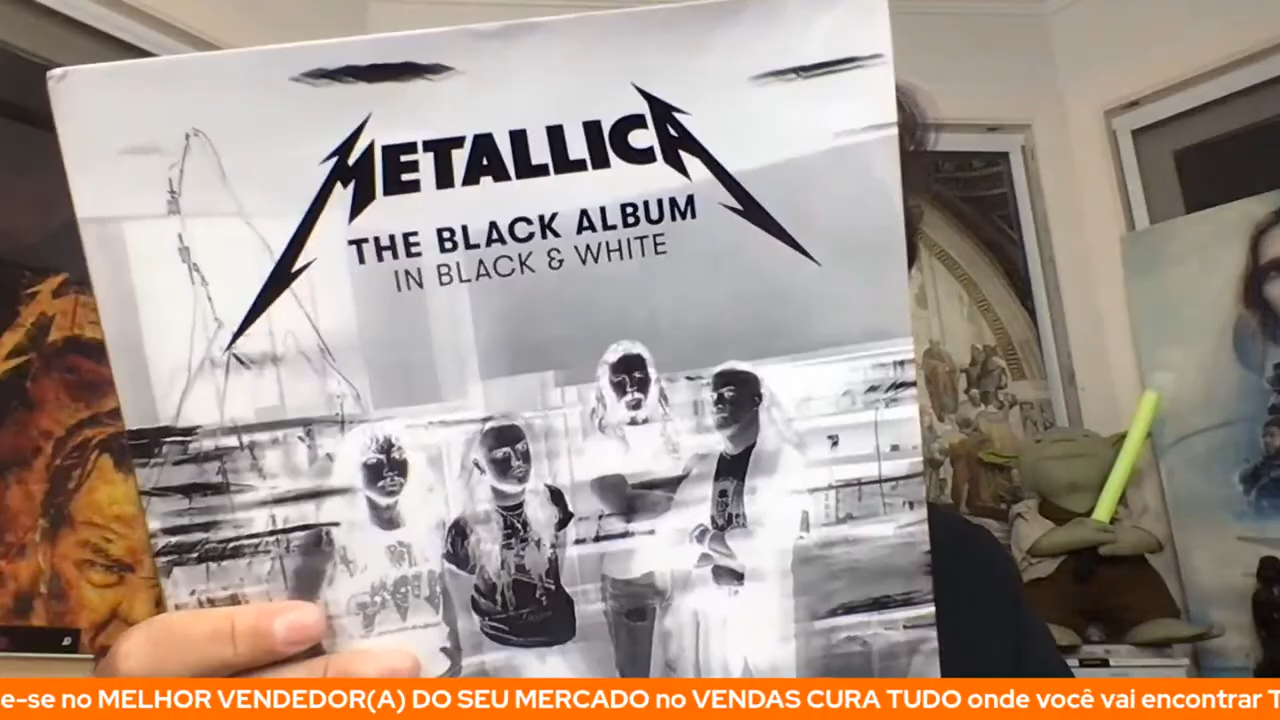 METALLICA
THE BLACK ALBUM
IN BLACK & WHITE
e-se no MELHOR VENDEDOR(A) DO SEU MERCADO no VENDAS CURA TUDO onde você vai encontrar T